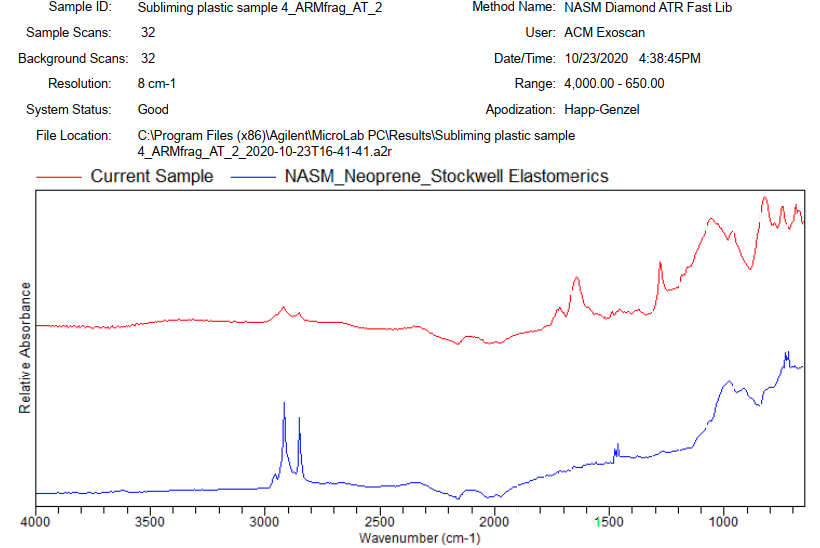 Sample ID: Subliming plastic sample 4_ARMfrag_AT_2 Method Name: NASM Diamond ATR Fast Lib
Sample Scans: 32 User: ACM Exoscan
Background Scans: 32 Date/Time: 10/23/2020 4:38:45PM
Resolution: 8 cm-1 Range: 4,000.00 - 650.00
System Status: Good Apodization: Happ-Genzel
File Location: C:\Program Files (x86)\Agilent\MicroLab PC\Results\Subliming plastic sample
4_ARMfrag_AT_2_2020-10-23T16-41-41.a2r
Current Sample NASM_Neoprene_Stockwell Elastomerics
Relative Absorbance
4000 3500 3000 2500 2000 1500 1000
Wavenumber (cm-1)